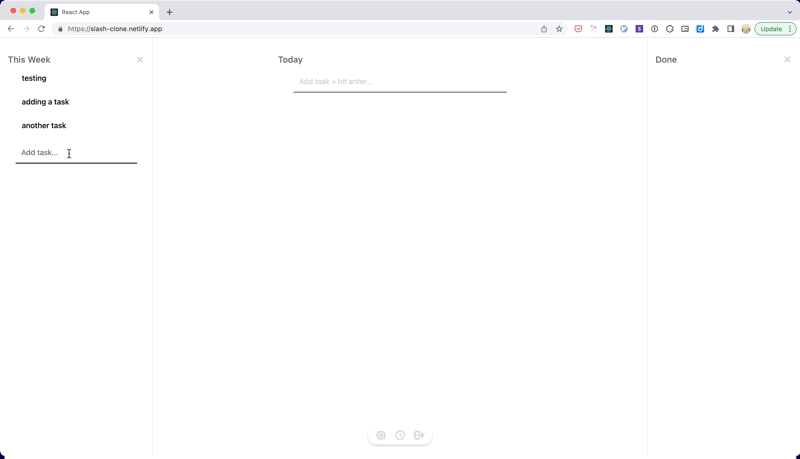 React App
https://slash-clone.netlify.app
Update
This Week
testing
adding a task
another task
Add task...
Today
Add task + hit enter...
Done